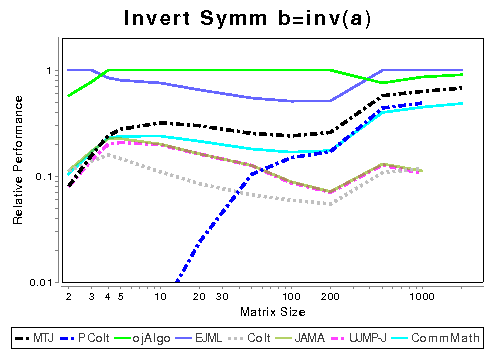 Invert Symm b=inv(a)
Relative Performance
1
0.1
0.01
2 3 4 5 10 20 30 100 200 1000
Matrix Size
MTJ PColt ojAlgo EJML Colt JAMA UJMP-J CommMath